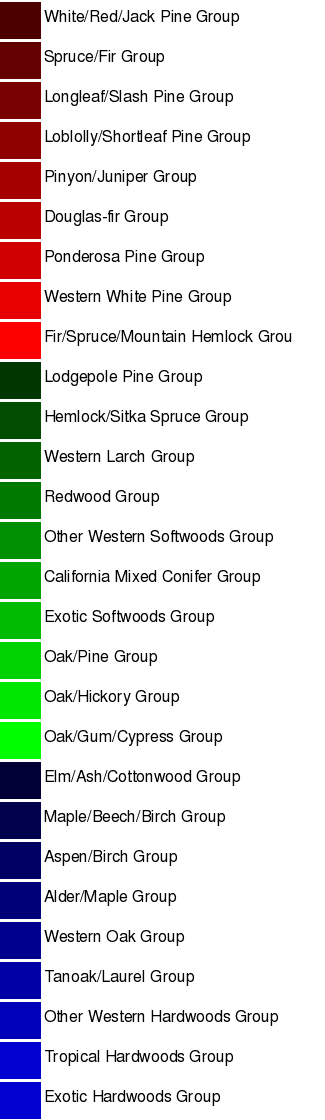 White/Red/Jack Pine Group
Spruce/Fir Group
Longleaf/Slash Pine Group
Loblolly/Shortleaf Pine Group
Pinyon/Juniper Group
Douglas-fir Group
Ponderosa Pine Group
Western White Pine Group
Fir/Spruce/Mountain Hemlock Grou
Lodgepole Pine Group
Hemlock/Sitka Spruce Group
Western Larch Group
Redwood Group
Other Western Softwoods Group
California Mixed Conifer Group
Exotic Softwoods Group
Oak/Pine Group
Oak/Hickory Group
Oak/Gum/Cypress Group
Elm/Ash/Cottonwood Group
Maple/Beech/Birch Group
Aspen/Birch Group
Alder/Maple Group
Western Oak Group
Tanoak/Laurel Group
Other Western Hardwoods Group
Tropical Hardwoods Group
Exotic Hardwoods Group